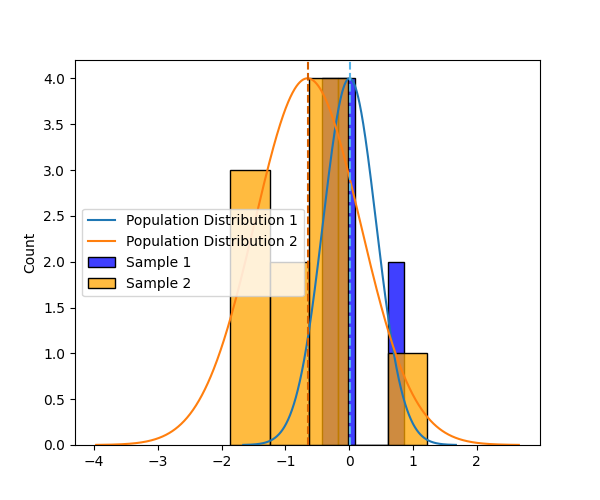 4.0
3.5
3.0
2.5
2.0
1.5
1.0
0.5
0.0
Count
Population Distribution 1
Population Distribution 2
Sample 1
Sample 2
−4 −3 −2 −1 0 1 2